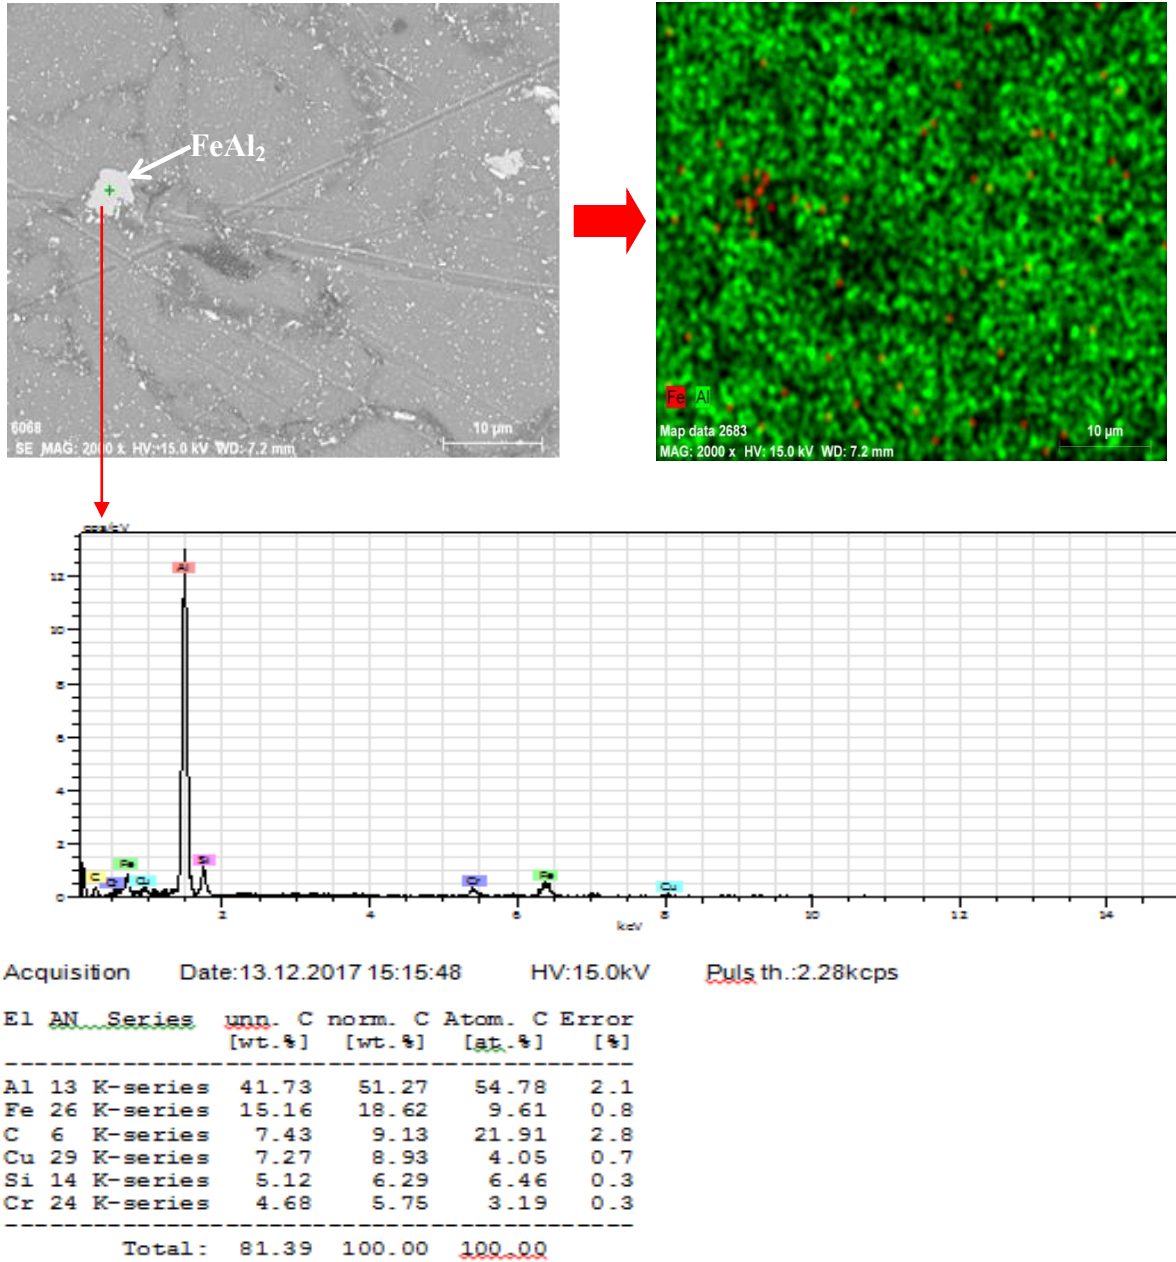 FeAl2
6068
SE MAG: 2000 x HV: 15.0 kV WD: 7.2 mm
10 µm
Fe Al
Map data 2683
MAG: 2000 x HV: 15.0 kV WD: 7.2 mm
10 µm
cps/eV
12
10
8
6
4
2
0
Al
C Cr Fe Cu Si Cr Fe Cu
2 4 6 8 10 12 14
keV
Acquisition Date:13.12.2017 15:15:48 HV:15.0kV Puls th.:2.28kcps
El AN Series unn. C norm. C Atom. C Error
[wt.%] [wt.%] [at.%] [%]
Al 13 K-series 41.73 51.27 54.78 2.1
Fe 26 K-series 15.16 18.62 9.61 0.8
C 6 K-series 7.43 9.13 21.91 2.8
Cu 29 K-series 7.27 8.93 4.05 0.7
Si 14 K-series 5.12 6.29 6.46 0.3
Cr 24 K-series 4.68 5.75 3.19 0.3
Total: 81.39 100.00 100.00